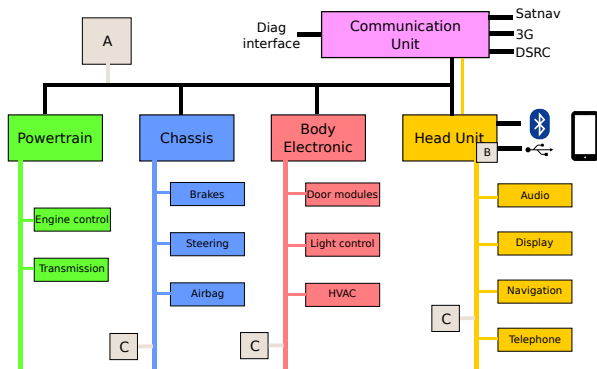 A
Diag
interface
Communication
Unit
Satnav
3G
DSRC
Powertrain
Chassis
Body
Electronic
Head Unit
B
Engine control
Transmission
Brakes
Steering
Airbag
C
Door modules
Light control
HVAC
C
Audio
Display
Navigation
Telephone
C